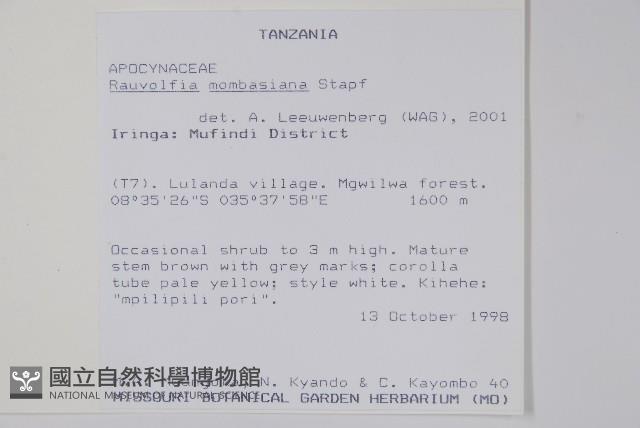 TANZANIA
APOCYNACEAE
Rauvolfia mombasiana Stapf
det. A. Leeuwenberg (WAG), 2001
Iringa: Mufindi District
(T7). Lulanda village. Mgwilwa forest.
08°35'26"S 035°37'58"E 1600 m
Occasional shrub to 3 m high. Mature
stem brown with grey marks; corolla
tube pale yellow; style white. Kihehe:
"mpilipili pori".
13 October 1998
N. Kyando & C. Kayombo 40
MISSOURI BOTANICAL GARDEN HERBARIUM (MO)
國立自然科學博物館
NATIONAL MUSEUM OF NATURAL SCIENCE